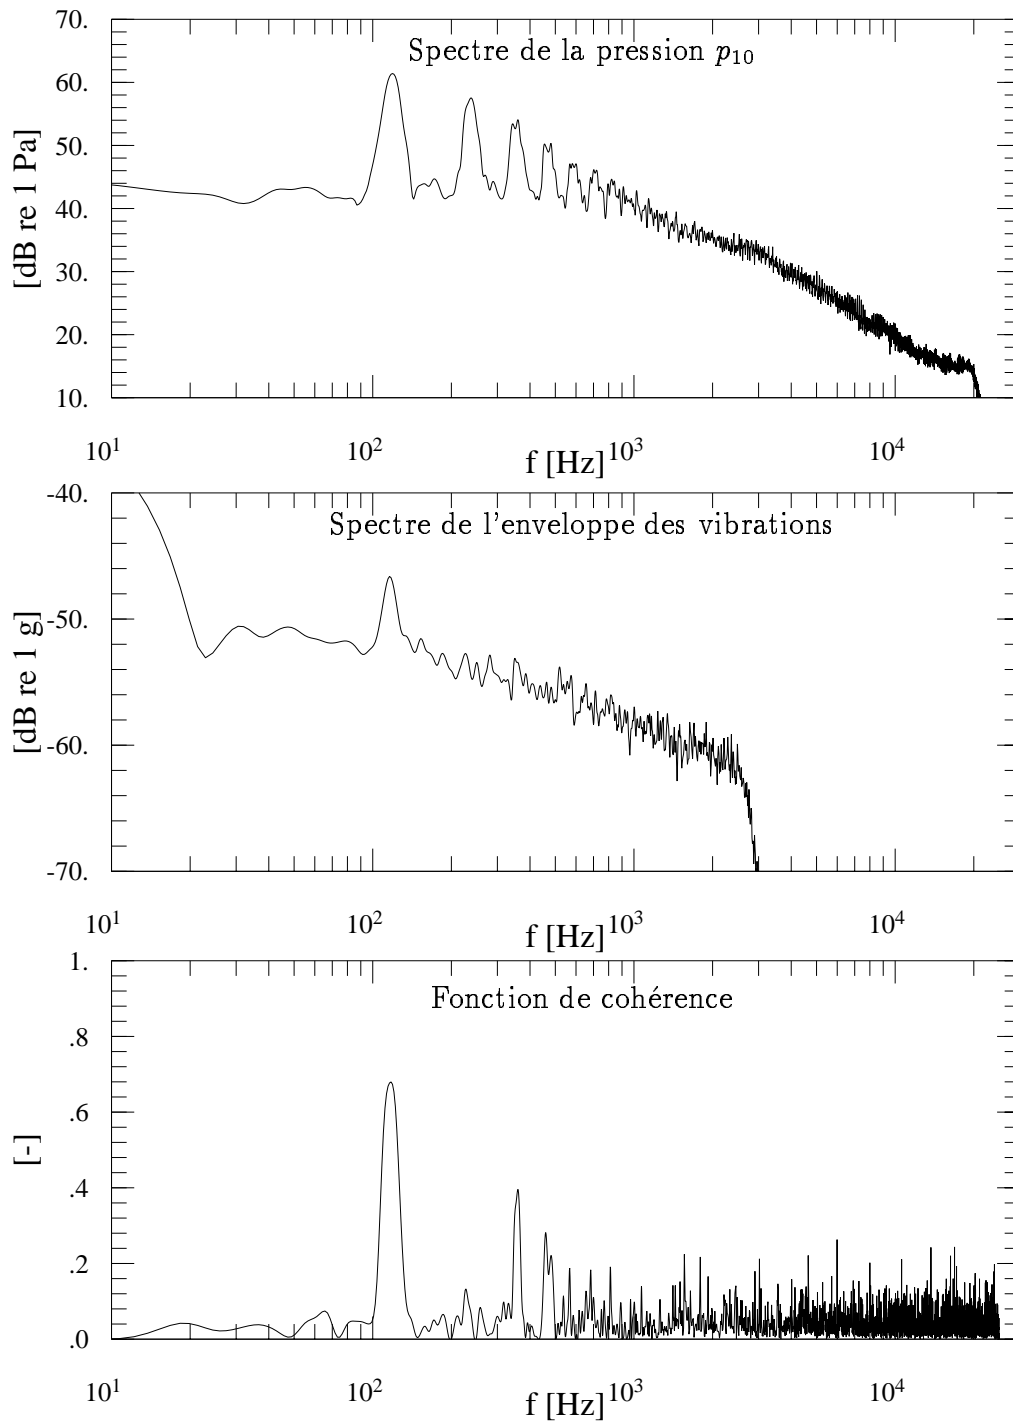 70.
Spectre de la pression p10
60.
50.
40.
30.
20.
10.
[dB re 1 Pa]
10¹ 10² 10³ 10⁴
f [Hz]
-40.
Spectre de l'enveloppe des vibrations
-50.
-60.
-70.
[dB re 1 g]
10¹ 10² 10³ 10⁴
f [Hz]
1.
Fonction de cohérence
.8
.6
.4
.2
.0
[-]
10¹ 10² 10³ 10⁴
f [Hz]